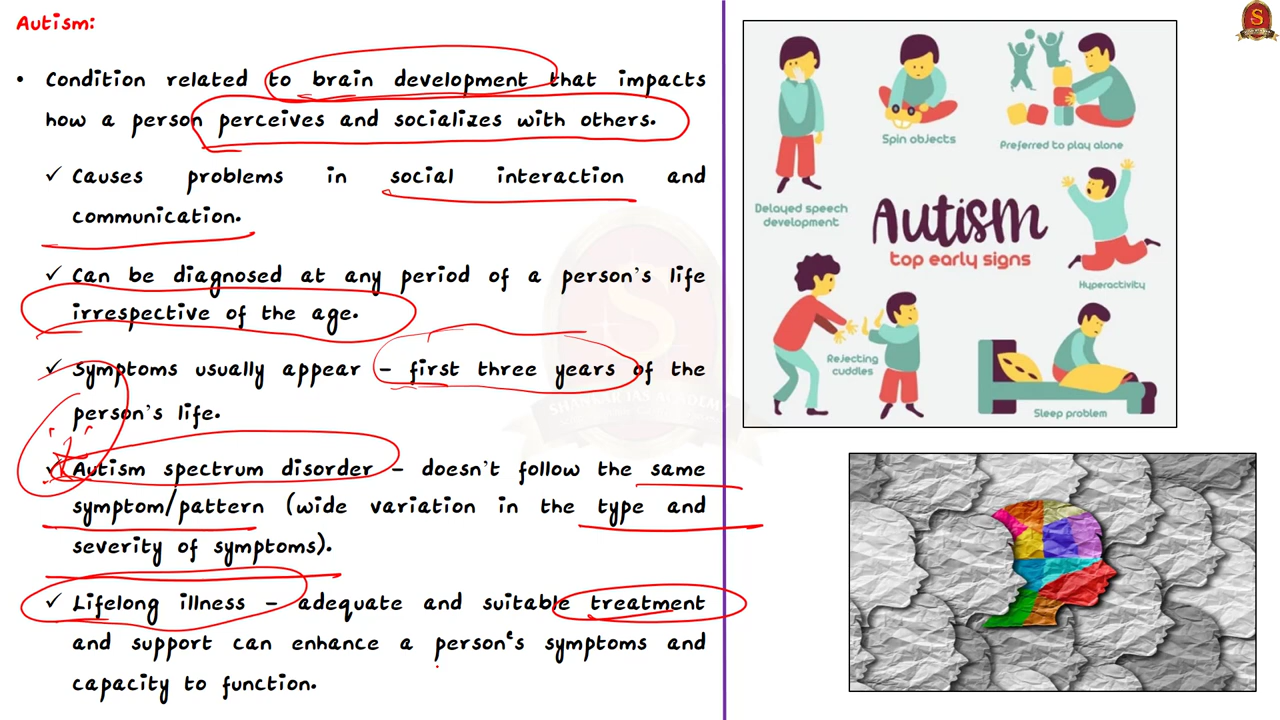 Autism:
• Condition related to brain development that impacts
how a person perceives and socializes with others.
✓ Causes problems in social interaction and
communication.
✓ Can be diagnosed at any period of a person's life
irrespective of the age.
✓ Symptoms usually appear – first three years of the
person's life.
✓ Autism spectrum disorder – doesn't follow the same
symptom/pattern (wide variation in the type and
severity of symptoms).
✓ Lifelong illness – adequate and suitable treatment
and support can enhance a person's symptoms and
capacity to function.
Delayed speech
development
Spin objects
Preferred to play alone
Autism
top early signs
Hyperactivity
Rejecting
cuddles
Sleep problem
S
SHANKAR IAS ACADEMY